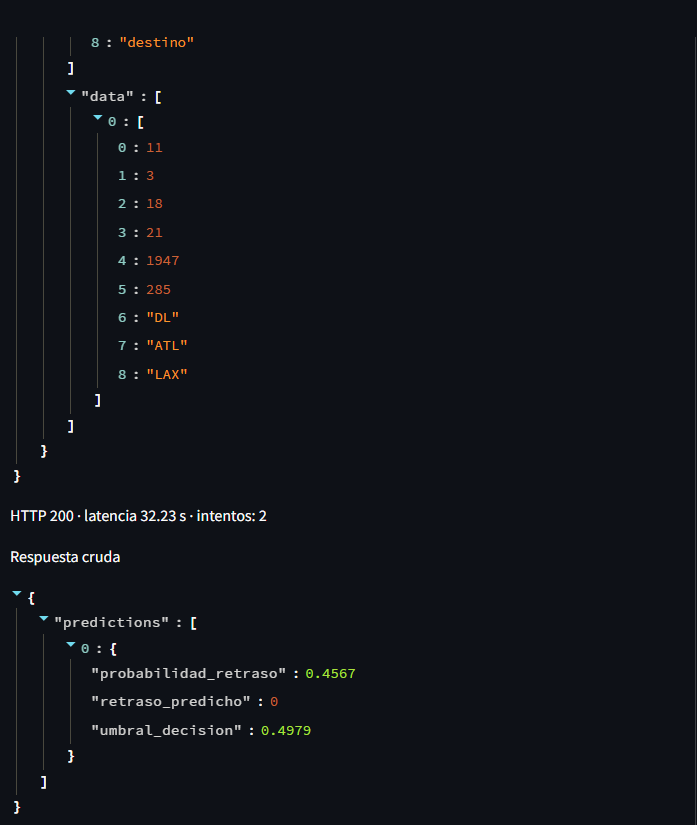 8 : "destino"
]
"data" : [
0 : [
0 : 11
1 : 3
2 : 18
3 : 21
4 : 1947
5 : 285
6 : "DL"
7 : "ATL"
8 : "LAX"
]
]
}
}
HTTP 200 · latencia 32.23 s · intentos: 2
Respuesta cruda
{
"predictions" : [
0 : {
"probabilidad_retraso" : 0.4567
"retraso_predicho" : 0
"umbral_decision" : 0.4979
}
]
}